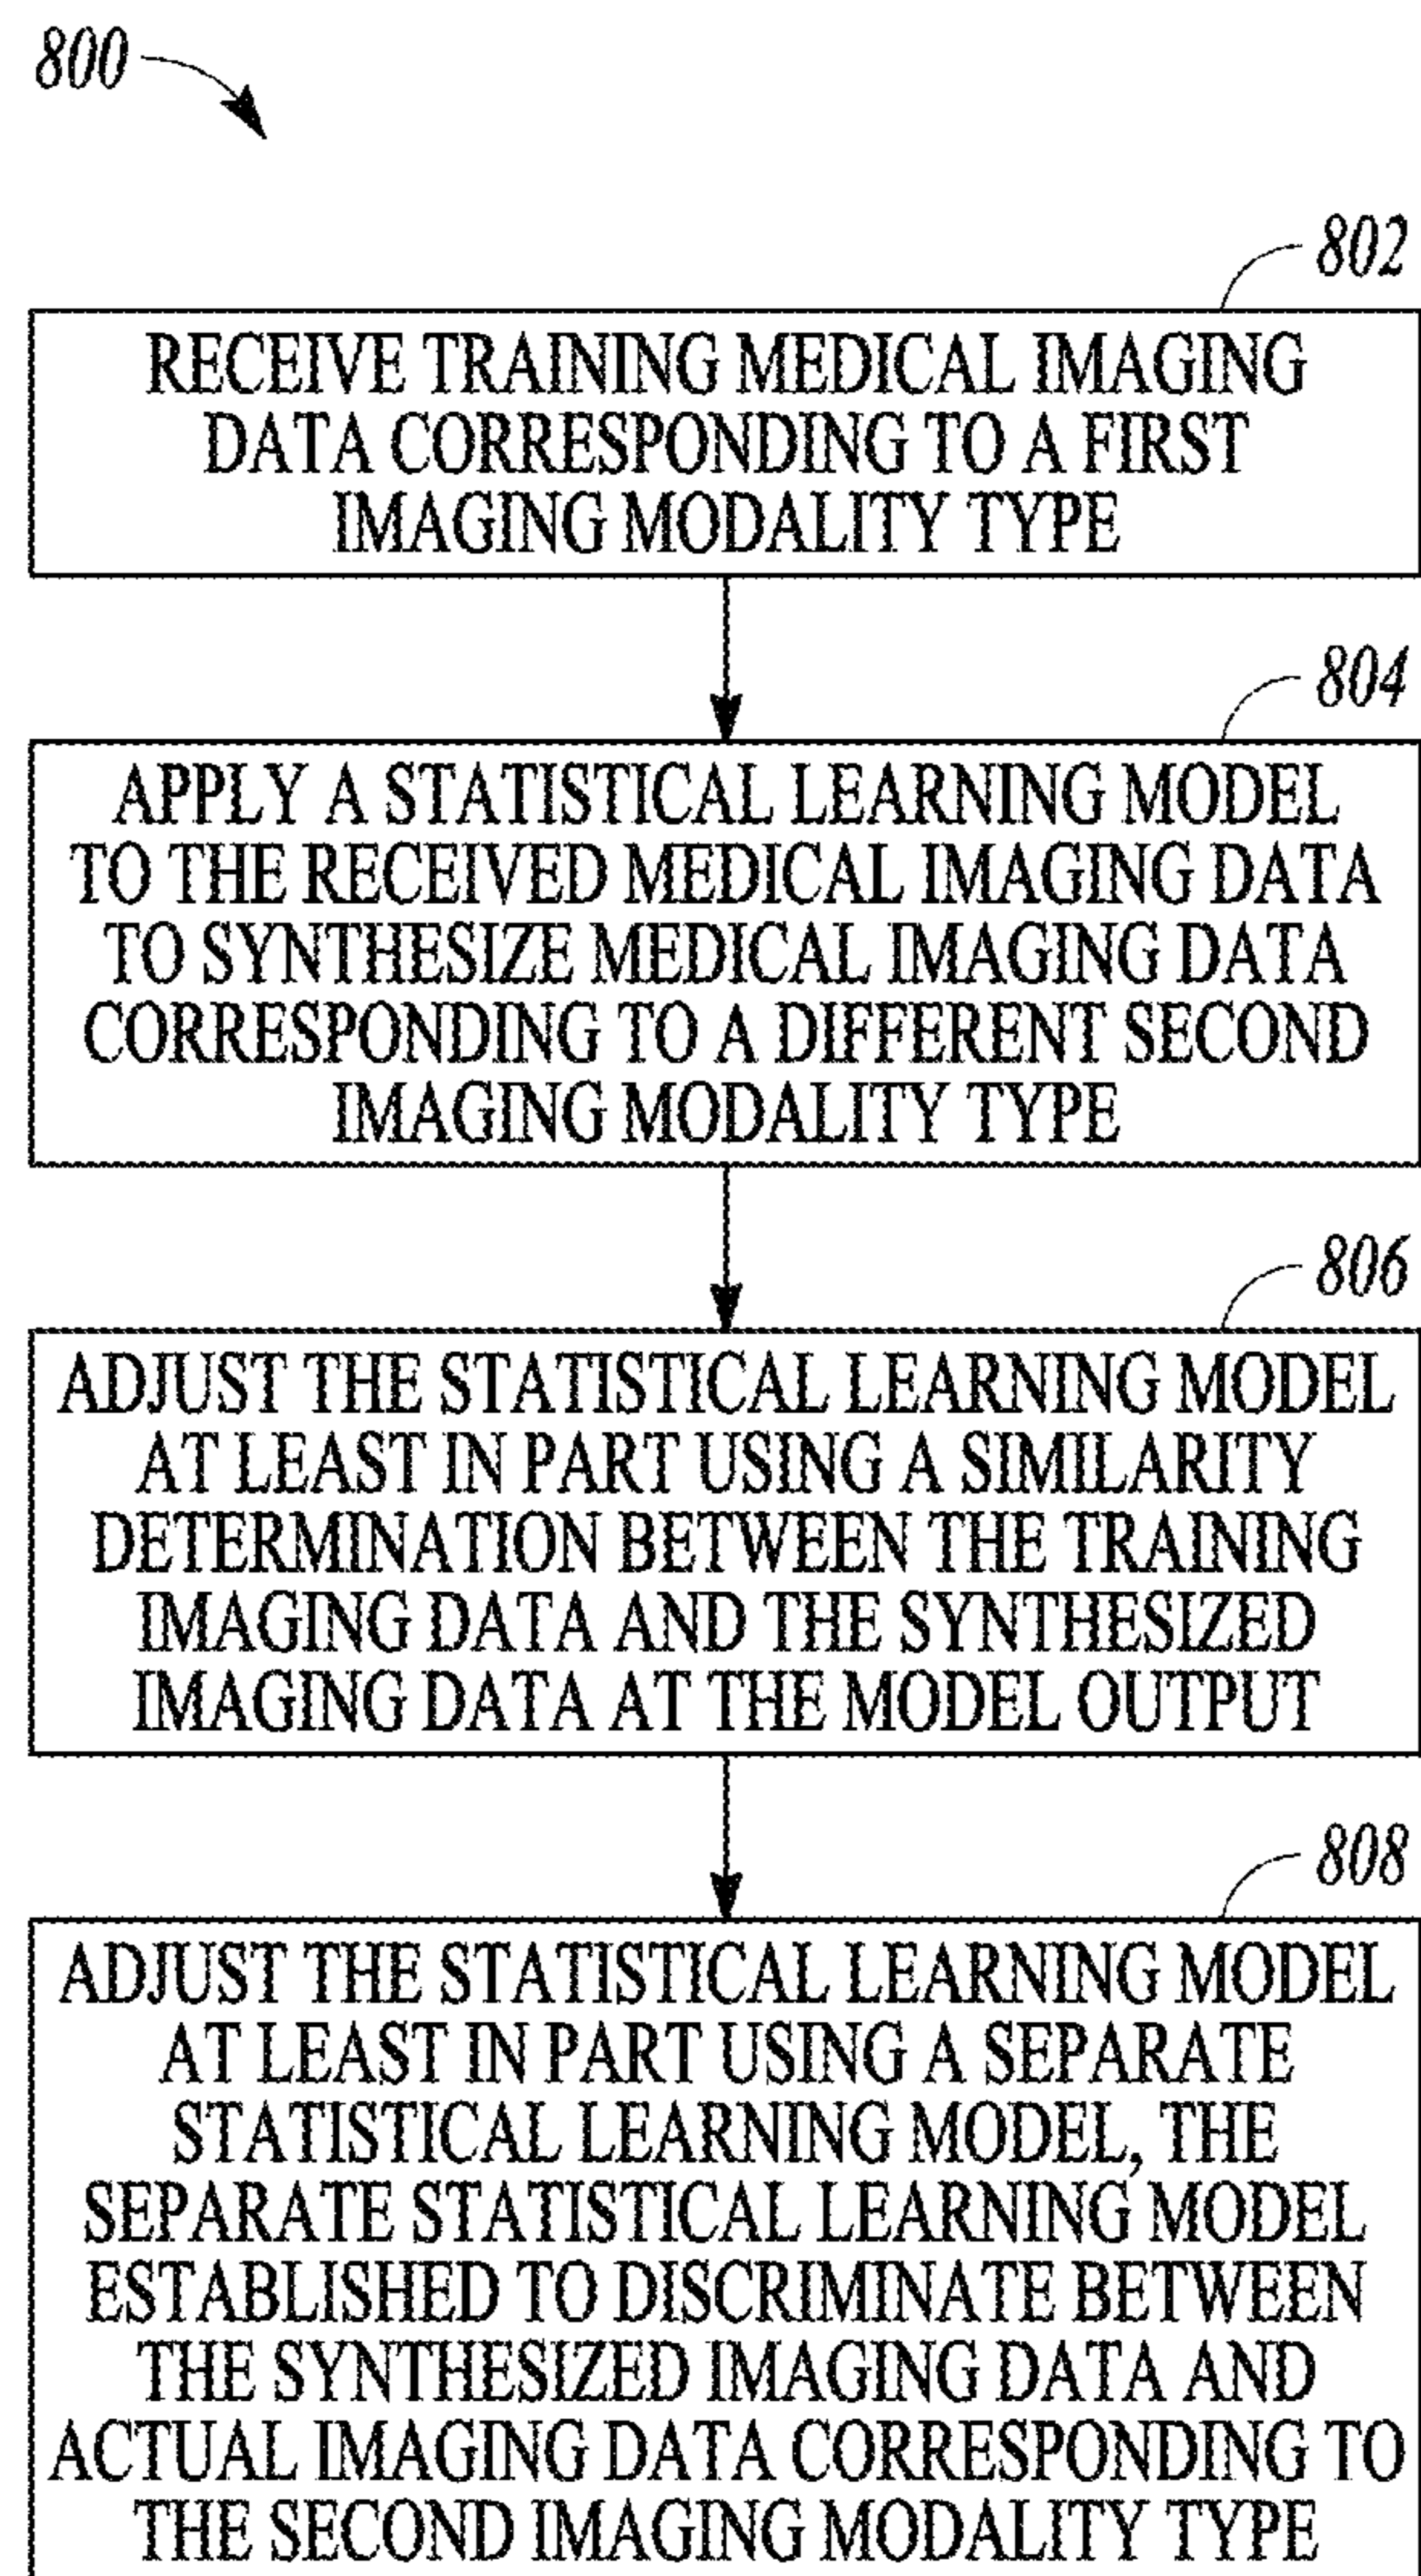 800
802
RECEIVE TRAINING MEDICAL IMAGING
DATA CORRESPONDING TO A FIRST
IMAGING MODALITY TYPE
804
APPLY A STATISTICAL LEARNING MODEL
TO THE RECEIVED MEDICAL IMAGING DATA
TO SYNTHESIZE MEDICAL IMAGING DATA
CORRESPONDING TO A DIFFERENT SECOND
IMAGING MODALITY TYPE
806
ADJUST THE STATISTICAL LEARNING MODEL
AT LEAST IN PART USING A SIMILARITY
DETERMINATION BETWEEN THE TRAINING
IMAGING DATA AND THE SYNTHESIZED
IMAGING DATA AT THE MODEL OUTPUT
808
ADJUST THE STATISTICAL LEARNING MODEL
AT LEAST IN PART USING A SEPARATE
STATISTICAL LEARNING MODEL, THE
SEPARATE STATISTICAL LEARNING MODEL
ESTABLISHED TO DISCRIMINATE BETWEEN
THE SYNTHESIZED IMAGING DATA AND
ACTUAL IMAGING DATA CORRESPONDING TO
THE SECOND IMAGING MODALITY TYPE